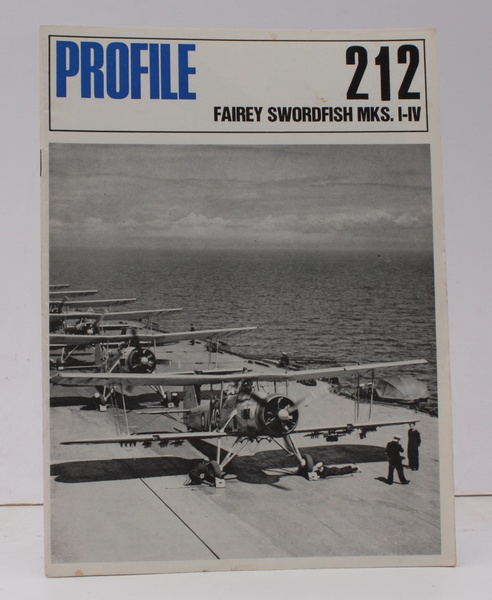 PROFILE
212
FAIREY SWORDFISH MKS. I-IV